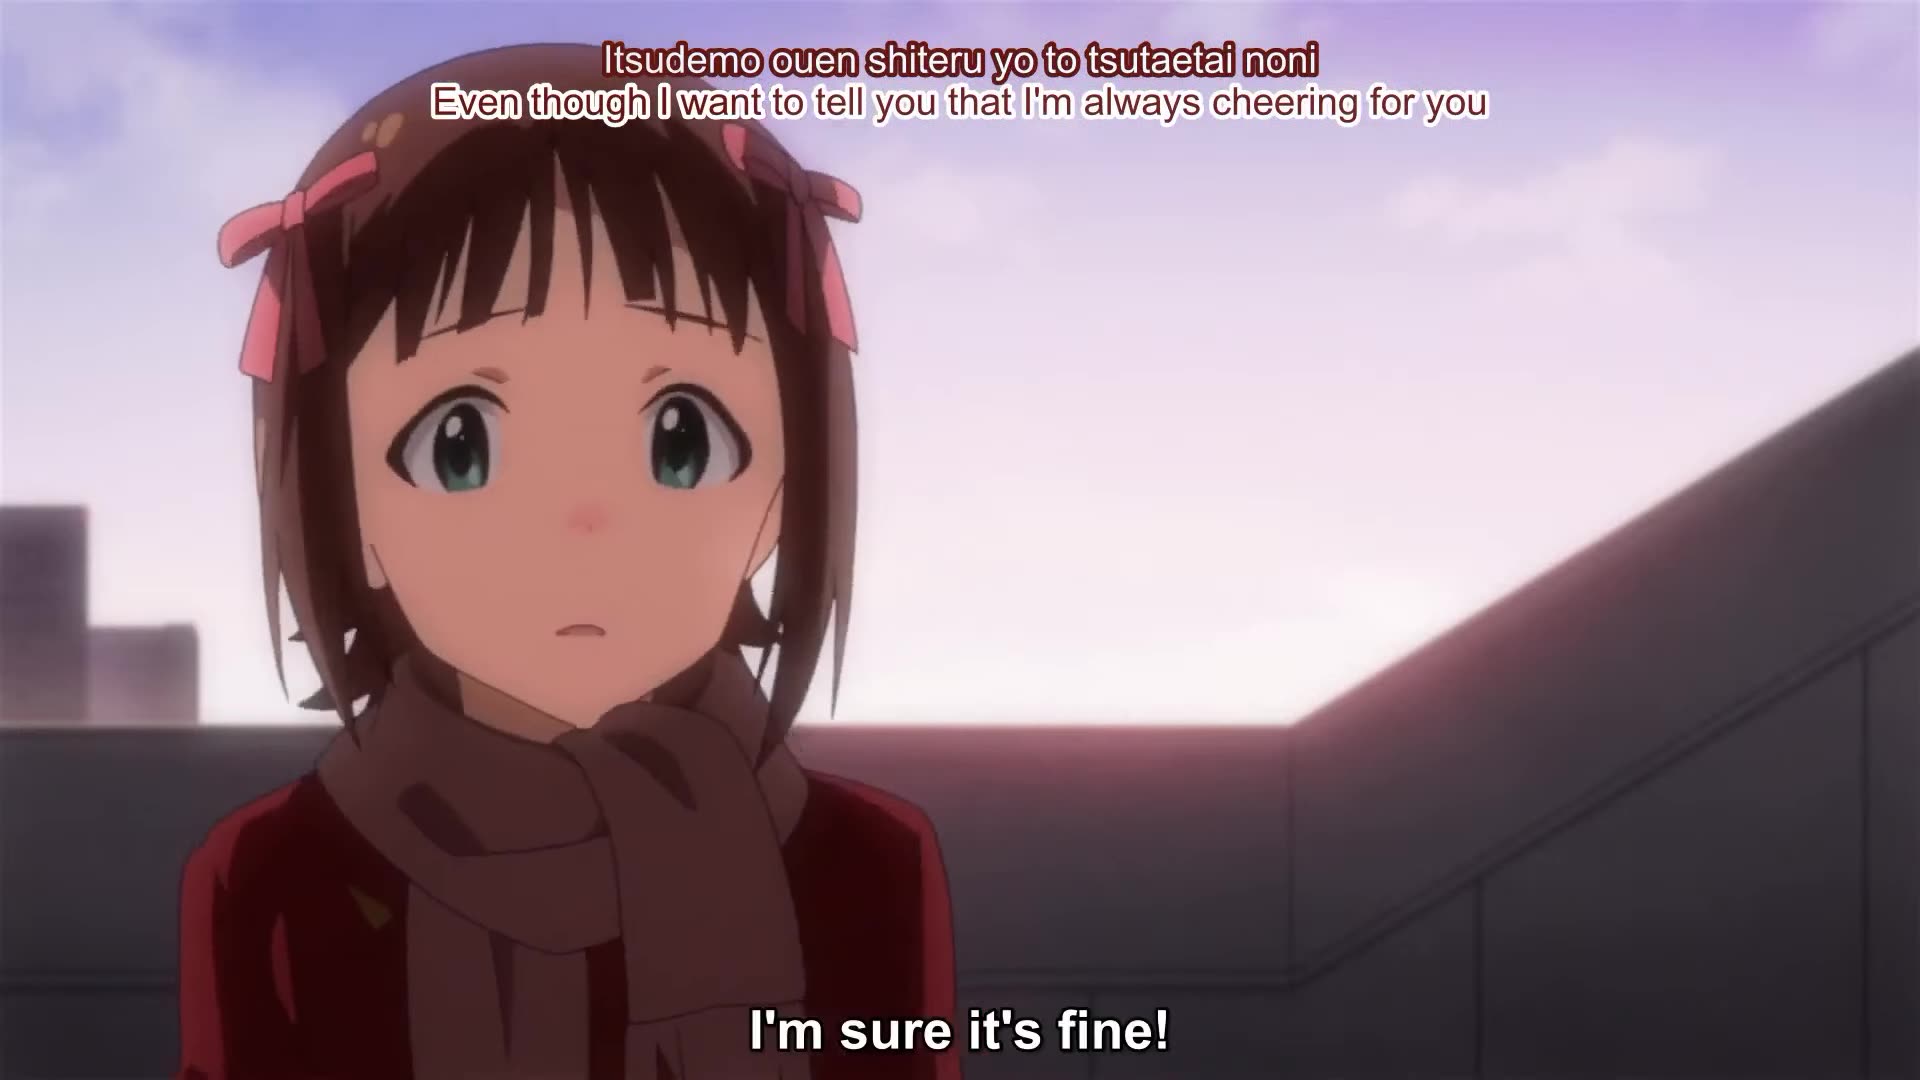 Itsudemo ouen shiteru yo to tsutaetai noni
Even though I want to tell you that I'm always cheering for you
I'm sure it's fine!